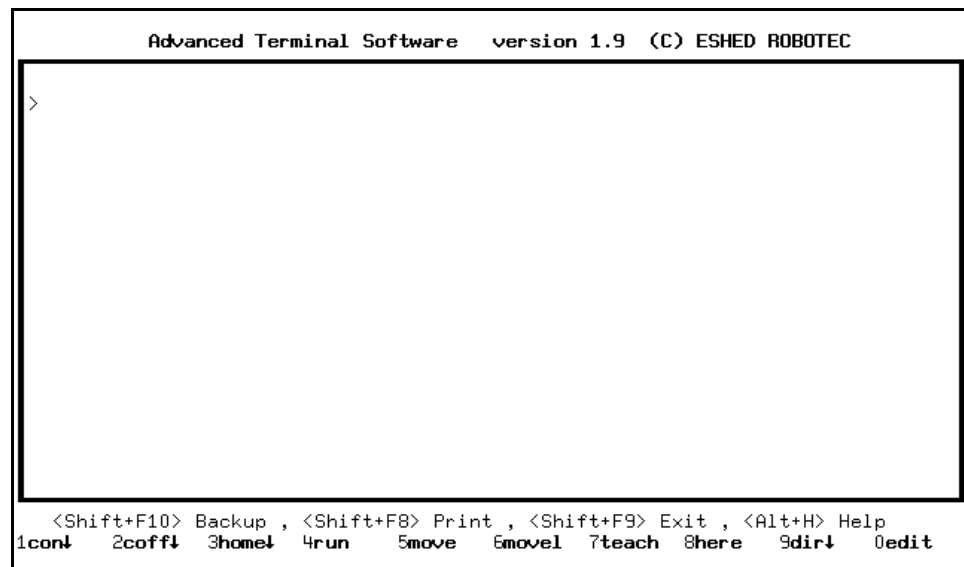 Advanced Terminal Software version 1.9 (C) ESHED ROBOTEC
>
<Shift+F10> Backup , <Shift+F8> Print , <Shift+F9> Exit , <Alt+H> Help
1con↓ 2coff↓ 3home↓ 4run 5move 6movel 7teach 8here 9dir↓ 0edit